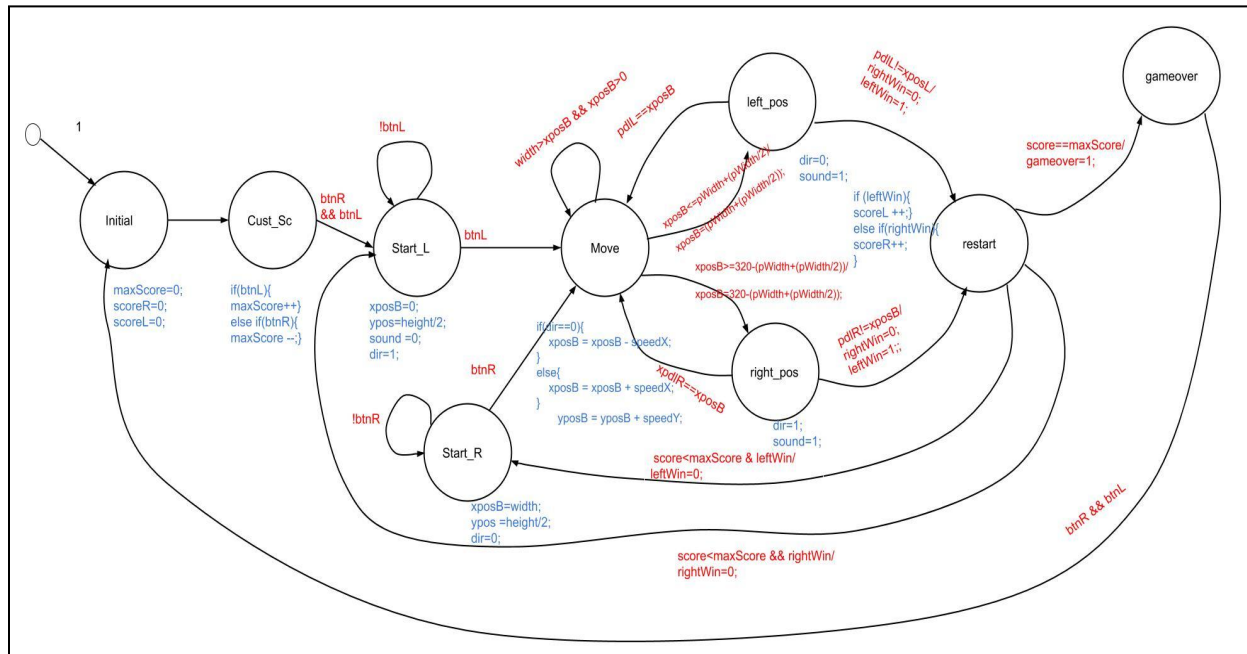 1
Initial
maxScore=0;
scoreR=0;
scoreL=0;
Cust_Sc
if(btnL){
maxScore++}
else if(btnR){
maxScore --;}
btnR
&& btnL
!btnL
Start_L
xposB=0;
ypos=height/2;
sound =0;
dir=1;
btnL
width>xposB && xposB>0
Move
if(dir==0){
xposB = xposB - speedX;
}
else{
xposB = xposB + speedX;
}
yposB = yposB + speedY;
btnR
!btnR
Start_R
xposB=width;
ypos =height/2;
dir=0;
pdlL==xposB
left_pos
dir=0;
sound=1;
xposB<=pWidth+(pWidth/2)/
xposB=(pWidth+(pWidth/2));
xposB>=320-(pWidth+(pWidth/2))/
xposB=320-(pWidth+(pWidth/2));
xpdlR==xposB
right_pos
dir=1;
sound=1;
pdlL!=xposL/
rightWin=0;
leftWin=1;
pdlR!=xposB/
rightWin=0;
leftWin=1;;
if (leftWin){
scoreL ++;}
else if(rightWin){
scoreR++;
}
restart
score==maxScore/
gameover=1;
gameover
score<maxScore & leftWin/
leftWin=0;
score<maxScore && rightWin/
rightWin=0;
btnR && btnL